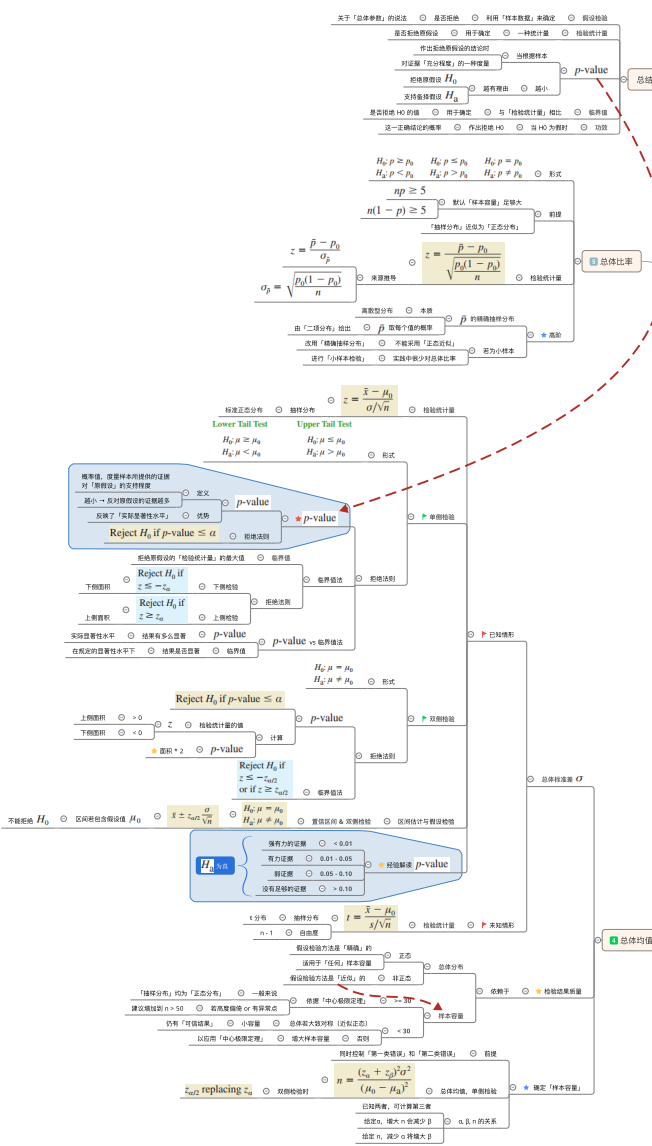 关于「总体参数」的说法 是否拒绝 利用「样本数据」来确定 假设检验
是否拒绝原假设 用于确定 一种统计量 检验统计量
作出拒绝原假设的结论时
对证据「充分程度」的一种度量
当根据样本
拒绝原假设 H₀
支持备择假设 Hₐ
越有理由 越小
p-value
是否拒绝 H0 的值 用于确定 与「检验统计量」相比 临界值
这一正确结论的概率 作出拒绝 H0 当 H0 为假时 功效
总结
H₀: p ≥ p₀ H₀: p ≤ p₀ H₀: p = p₀
Hₐ: p < p₀ Hₐ: p > p₀ Hₐ: p ≠ p₀
形式
np ≥ 5
n(1 − p) ≥ 5
默认「样本容量」足够大
「抽样分布」近似为「正态分布」
前提
z = (p̄ − p₀)/σ_p̄
σ_p̄ = √(p₀(1 − p₀)/n)
来源推导
z = (p̄ − p₀)/√(p₀(1 − p₀)/n)
检验统计量
3 总体比率
离散型分布 本质
由「二项分布」给出 p̄ 取每个值的概率
p̄ 的精确抽样分布
改用「精确抽样分布」 不能采用「正态近似」
进行「小样本检验」 实践中很少对总体比率
若为小样本
高阶
标准正态分布 抽样分布 z = (x̄ − μ₀)/(σ/√n) 检验统计量
Lower Tail Test Upper Tail Test
H₀: μ ≥ μ₀ H₀: μ ≤ μ₀
Hₐ: μ < μ₀ Hₐ: μ > μ₀
形式
概率值，度量样本所提供的证据
对「原假设」的支持程度
越小 → 反对原假设的证据越多
定义
反映了「实际显著性水平」 优势
p-value
Reject H₀ if p-value ≤ α 拒绝法则
p-value
单侧检验
拒绝原假设的「检验统计量」的最大值 临界值
下侧面积
Reject H₀ if
z ≤ −zα
下侧检验
上侧面积
Reject H₀ if
z ≥ zα
上侧检验
拒绝法则
临界值法
拒绝法则
实际显著性水平 结果有多么显著 p-value
在规定的显著性水平下 结果是否显著 临界值
p-value vs 临界值法
已知情形
H₀: μ = μ₀
Hₐ: μ ≠ μ₀
形式
Reject H₀ if p-value ≤ α
上侧面积 > 0
下侧面积 < 0
z 检验统计量的值
面积 * 2 p-value
计算
p-value
双侧检验
拒绝法则
Reject H₀ if
z ≤ −zα/2
or if z ≥ zα/2
临界值法
总体标准差 σ
不能拒绝 H₀ 区间若包含假设值 μ₀ x̄ ± zα/2 σ/√n
H₀: μ = μ₀
Hₐ: μ ≠ μ₀
置信区间 & 双侧检验 区间估计与假设检验
Hₐ为真
强有力的证据 < 0.01
有力证据 0.01 - 0.05
弱证据 0.05 - 0.10
没有足够的证据 > 0.10
经验解读 p-value
t 分布 抽样分布 t = (x̄ − μ₀)/(s/√n) 检验统计量
n - 1 自由度
未知情形
4 总体均值
假设检验方法是「精确」的
适用于「任何」样本容量
正态
假设检验方法是「近似」的 非正态
总体分布
「抽样分布」均为「正态分布」 一般来说
建议增加到 n > 50 若高度偏倚 or 有异常点
依据「中心极限定理」 >= 30
仍有「可信结果」 小容量 总体若大致对称（近似正态）
以应用「中心极限定理」 增大样本容量 否则
< 30
样本容量
依赖于 检验结果质量
同时控制「第一类错误」和「第二类错误」 前提
zα/2 replacing zα 双侧检验时 n = (zα + zβ)²σ²/(μ₀ − μₐ)² 总体均值，单侧检验
确定「样本容量」
已知两者，可计算第三者
给定α，增大 n 会减少 β
给定 n，减少 α 将增大 β
α, β, n 的关系